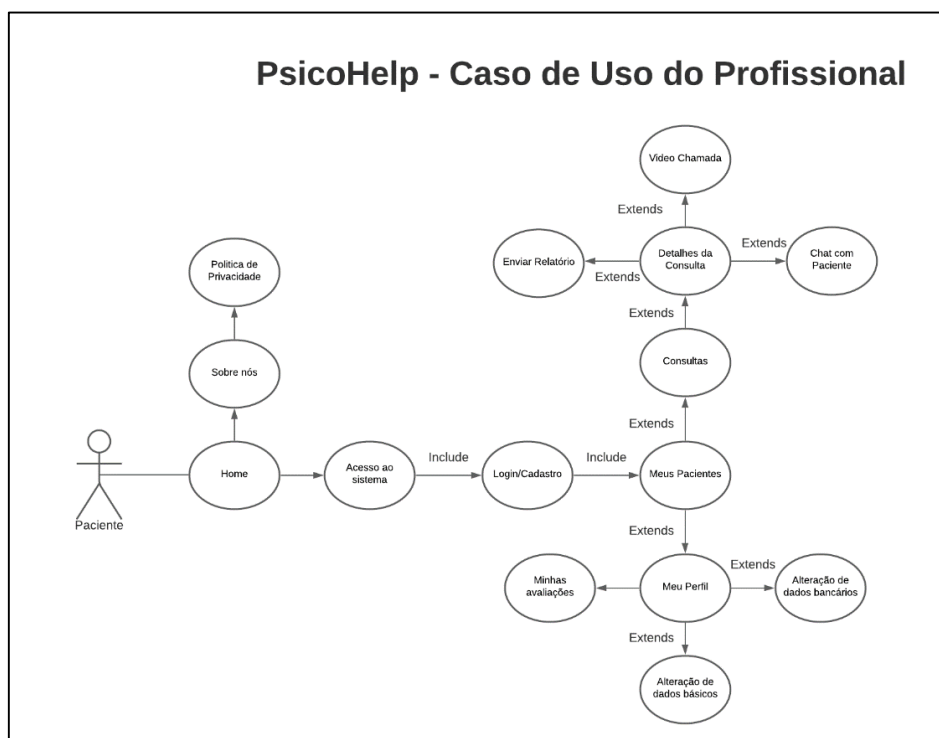 PsicoHelp - Caso de Uso do Profissional
Video Chamada
Extends
Politica de
Privacidade
Enviar Relatório
Extends
Detalhes da
Consulta
Extends
Chat com
Paciente
Extends
Sobre nós
Consultas
Extends
Paciente
Home
Acesso ao
sistema
Include
Login/Cadastro
Include
Meus Pacientes
Extends
Minhas
avaliações
Meu Perfil
Extends
Alteração de
dados bancários
Extends
Alteração de
dados básicos